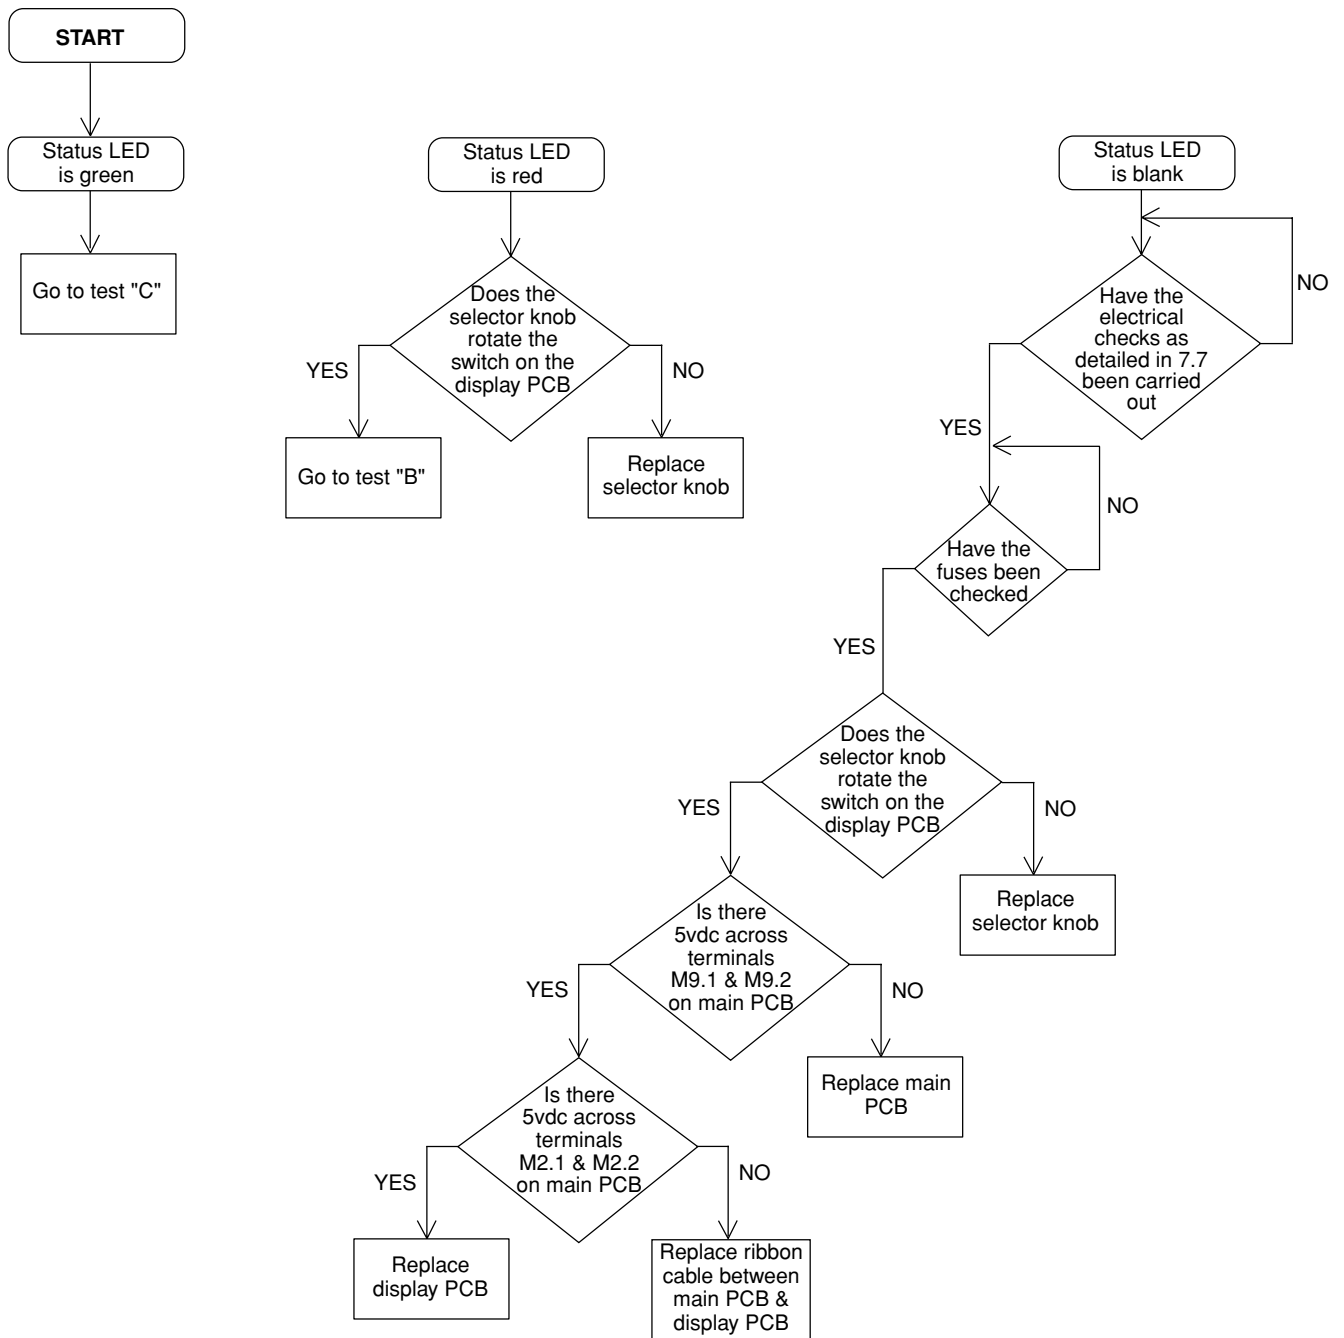 START
Status LED
is green
Go to test "C"
Status LED
is red
Does the
selector knob
rotate the
switch on the
display PCB
YES
NO
Go to test "B"
Replace
selector knob
Status LED
is blank
Have the
electrical
checks as
detailed in 7.7
been carried
out
NO
YES
Have the
fuses been
checked
NO
YES
Does the
selector knob
rotate the
switch on the
display PCB
YES
NO
Replace
selector knob
Is there
5vdc across
terminals
M9.1 & M9.2
on main PCB
YES
NO
Replace main
PCB
Is there
5vdc across
terminals
M2.1 & M2.2
on main PCB
YES
NO
Replace
display PCB
Replace ribbon
cable between
main PCB &
display PCB